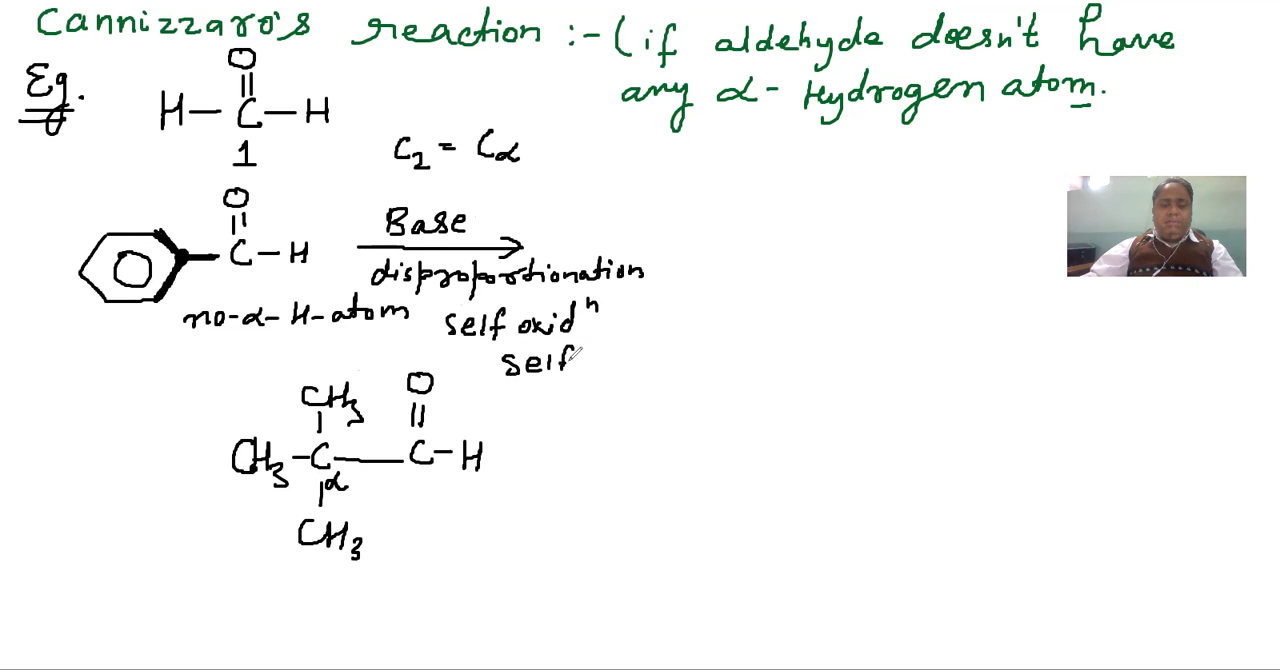 Cannizzaro's reaction :- (if aldehyde doesn't have
any α - Hydrogen atom.
Eg.
O
H-C-H
1
C2 = Cα
O
C-H
Base
disproportionation
no-α-H-atom
self oxidⁿ
self
CH3 O
CH3-C-C-H
α
CH3